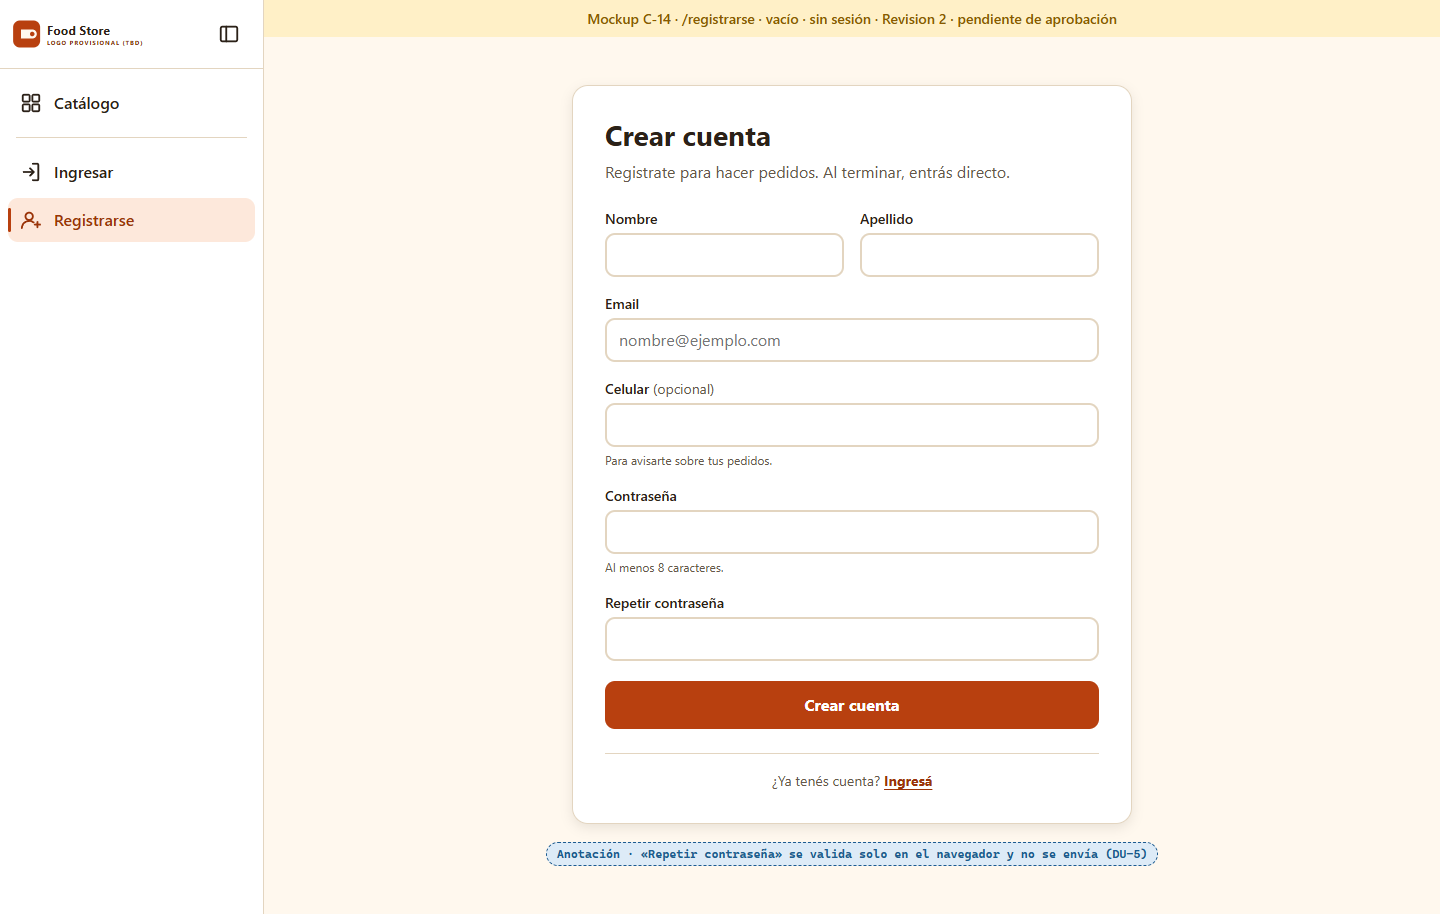 Food Store
LOGO PROVISIONAL (TBD)
Catálogo
Ingresar
Registrarse
Mockup C-14 · /registrarse · vacío · sin sesión · Revision 2 · pendiente de aprobación
Crear cuenta
Registrate para hacer pedidos. Al terminar, entrás directo.
Nombre
Apellido
Email
nombre@ejemplo.com
Celular (opcional)
Para avisarte sobre tus pedidos.
Contraseña
Al menos 8 caracteres.
Repetir contraseña
Crear cuenta
¿Ya tenés cuenta? Ingresá
Anotación · «Repetir contraseña» se valida solo en el navegador y no se envía (DU-5)